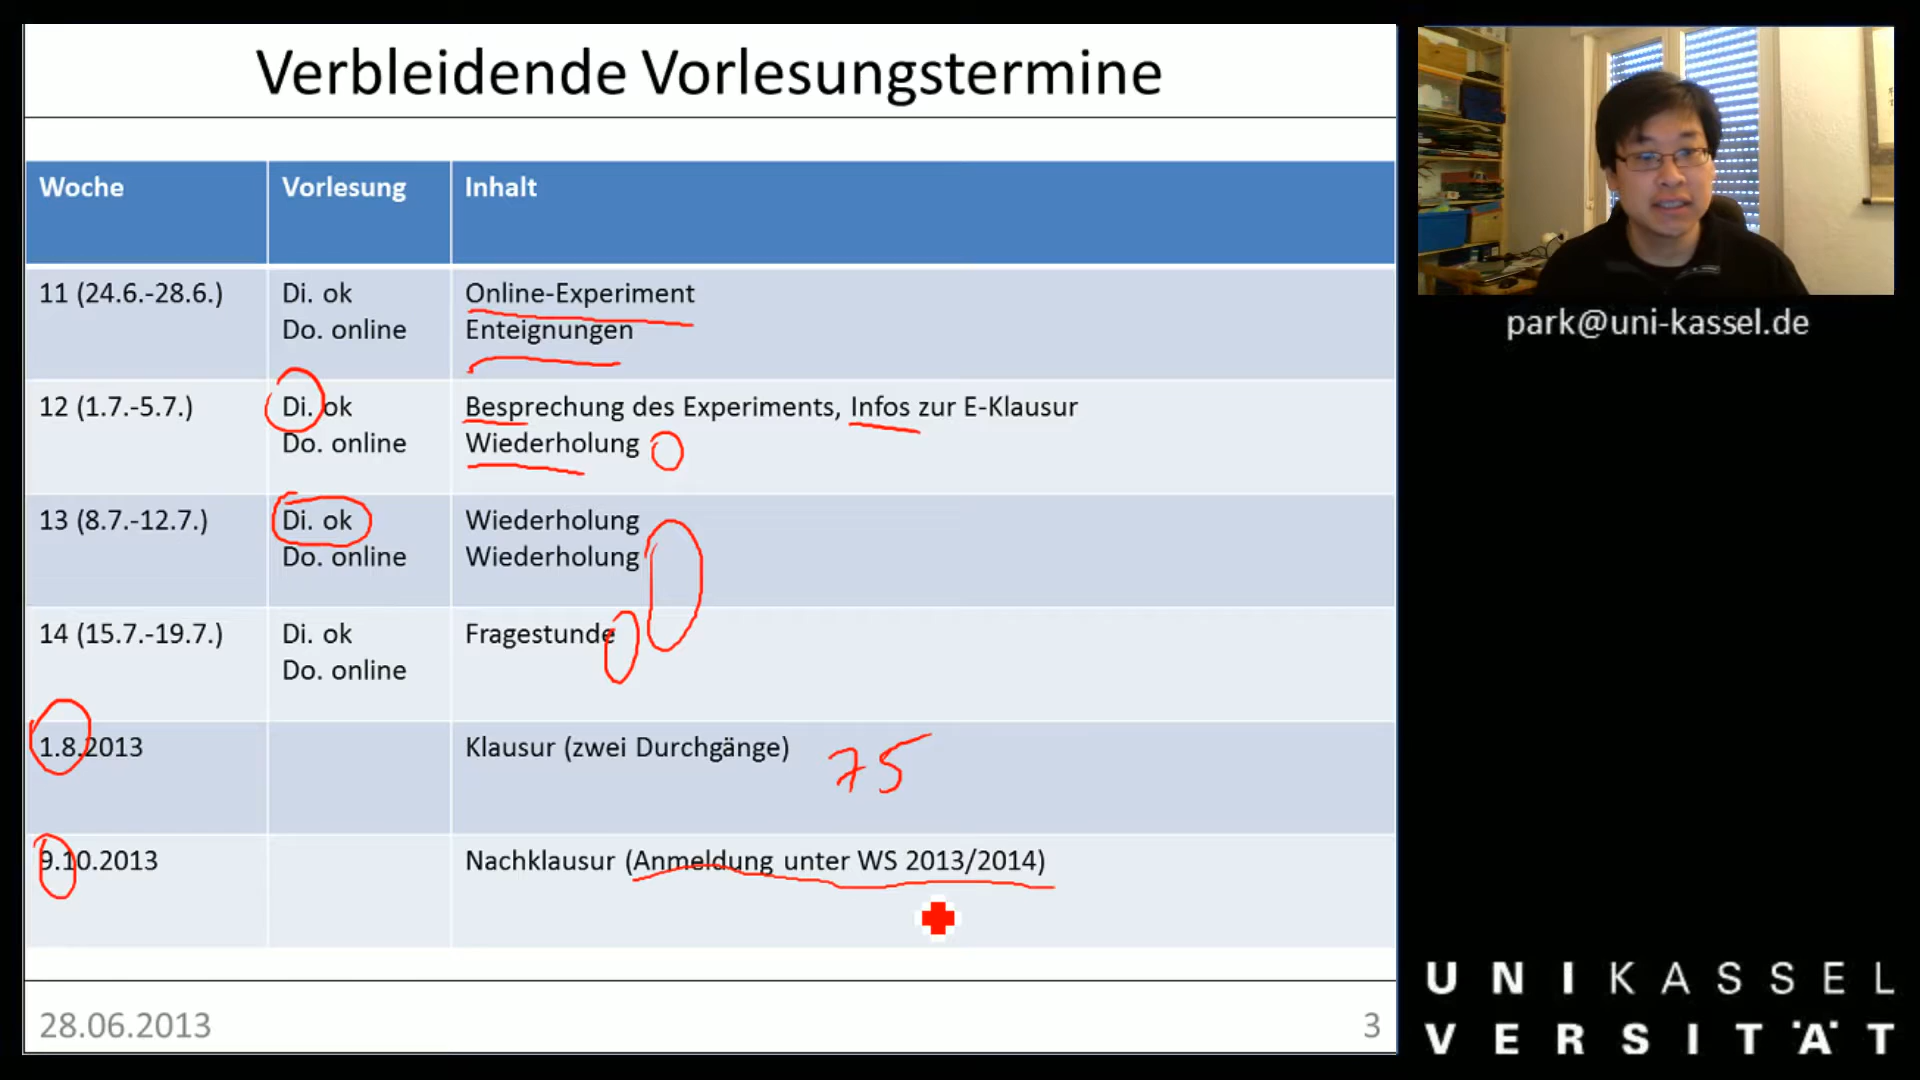 Verbleidende Vorlesungstermine
Woche Vorlesung Inhalt
11 (24.6.-28.6.) Di. ok Online-Experiment
Do. online Enteignungen
12 (1.7.-5.7.) Di. ok Besprechung des Experiments, Infos zur E-Klausur
Do. online Wiederholung
13 (8.7.-12.7.) Di. ok Wiederholung
Do. online Wiederholung
14 (15.7.-19.7.) Di. ok Fragestunde
Do. online
1.8.2013 Klausur (zwei Durchgänge) 75
9.10.2013 Nachklausur (Anmeldung unter WS 2013/2014)
28.06.2013 3
park@uni-kassel.de
UNIKASSEL
VERSITÄT